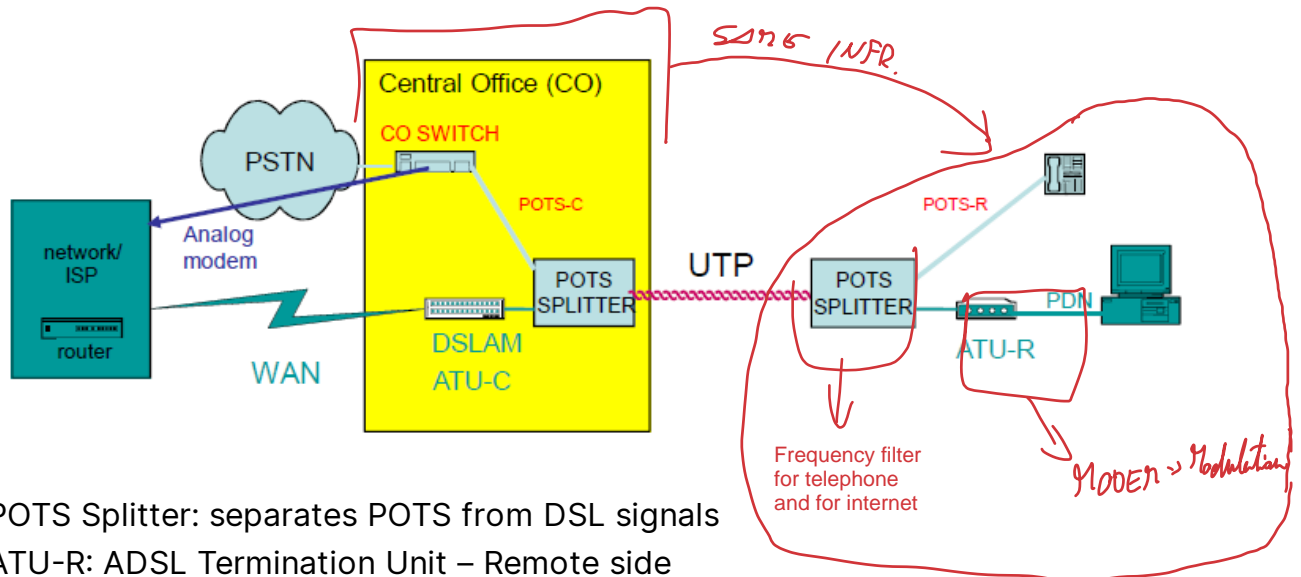 SAME INFR.
Central Office (CO)
CO SWITCH
PSTN
POTS-C
POTS-R
Analog
modem
network/
ISP
router
WAN
DSLAM
ATU-C
POTS
SPLITTER
UTP
POTS
SPLITTER
PDN
ATU-R
Frequency filter
for telephone
and for internet
MODEM => Modulation
POTS Splitter: separates POTS from DSL signals
ATU-R: ADSL Termination Unit – Remote side